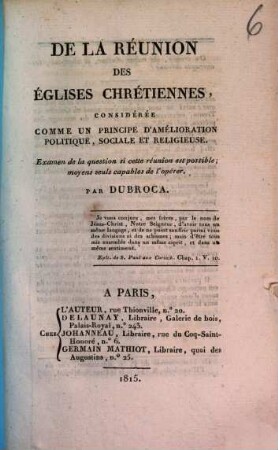 6
DE LA RÉUNION
DES
ÉGLISES CHRÉTIENNES,
CONSIDÉRÉE
COMME UN PRINCIPE D'AMÉLIORATION
POLITIQUE, SOCIALE ET RELIGIEUSE.
Examen de la question si cette réunion est possible;
moyens seuls capables de l'opérer,
PAR DUBROCA.
Je vous conjure, mes frères, par le nom de
Jésus-Christ, Notre Seigneur, d'avoir tous un
même langage, et de ne point souffrir parmi vous
des divisions et des schismes, mais d'être tous
unis ensemble dans un même esprit, et dans un
même sentiment.
Epît. de S. Paul aux Corint. Chap. 1. V. 10.
A PARIS,
L'AUTEUR, rue Thionville, n.° 20.
DELAUNAY, Libraire, Galerie de bois,
Palais-Royal, n.° 243.
Chez JOHANNEAU, Libraire, rue du Coq-Saint-
Honoré, n.° 6.
GERMAIN MATHIOT, Libraire, quai des
Augustins, n.° 25.
1815.